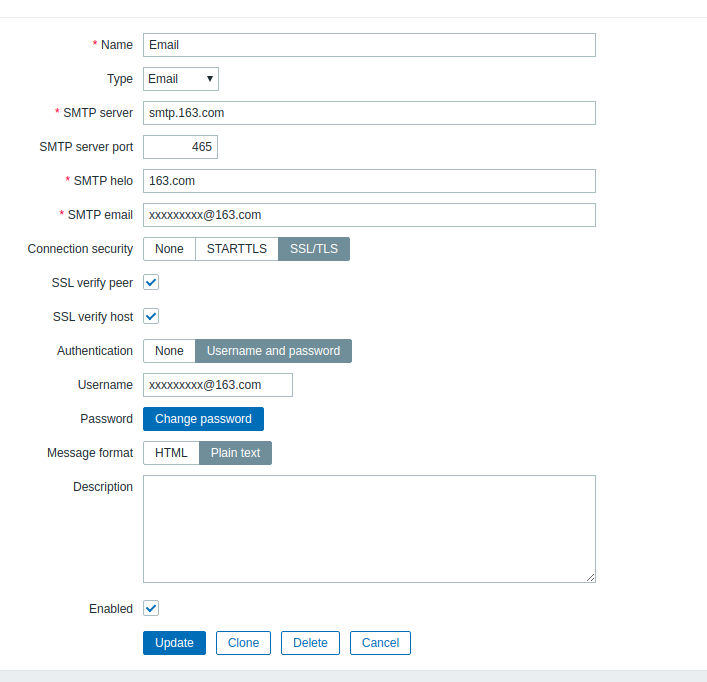 * Name Email
Type Email ▼
* SMTP server smtp.163.com
SMTP server port 465
* SMTP helo 163.com
* SMTP email xxxxxxxxx@163.com
Connection security None STARTTLS SSL/TLS
SSL verify peer
SSL verify host
Authentication None Username and password
Username xxxxxxxxx@163.com
Password Change password
Message format HTML Plain text
Description
Enabled
Update Clone Delete Cancel